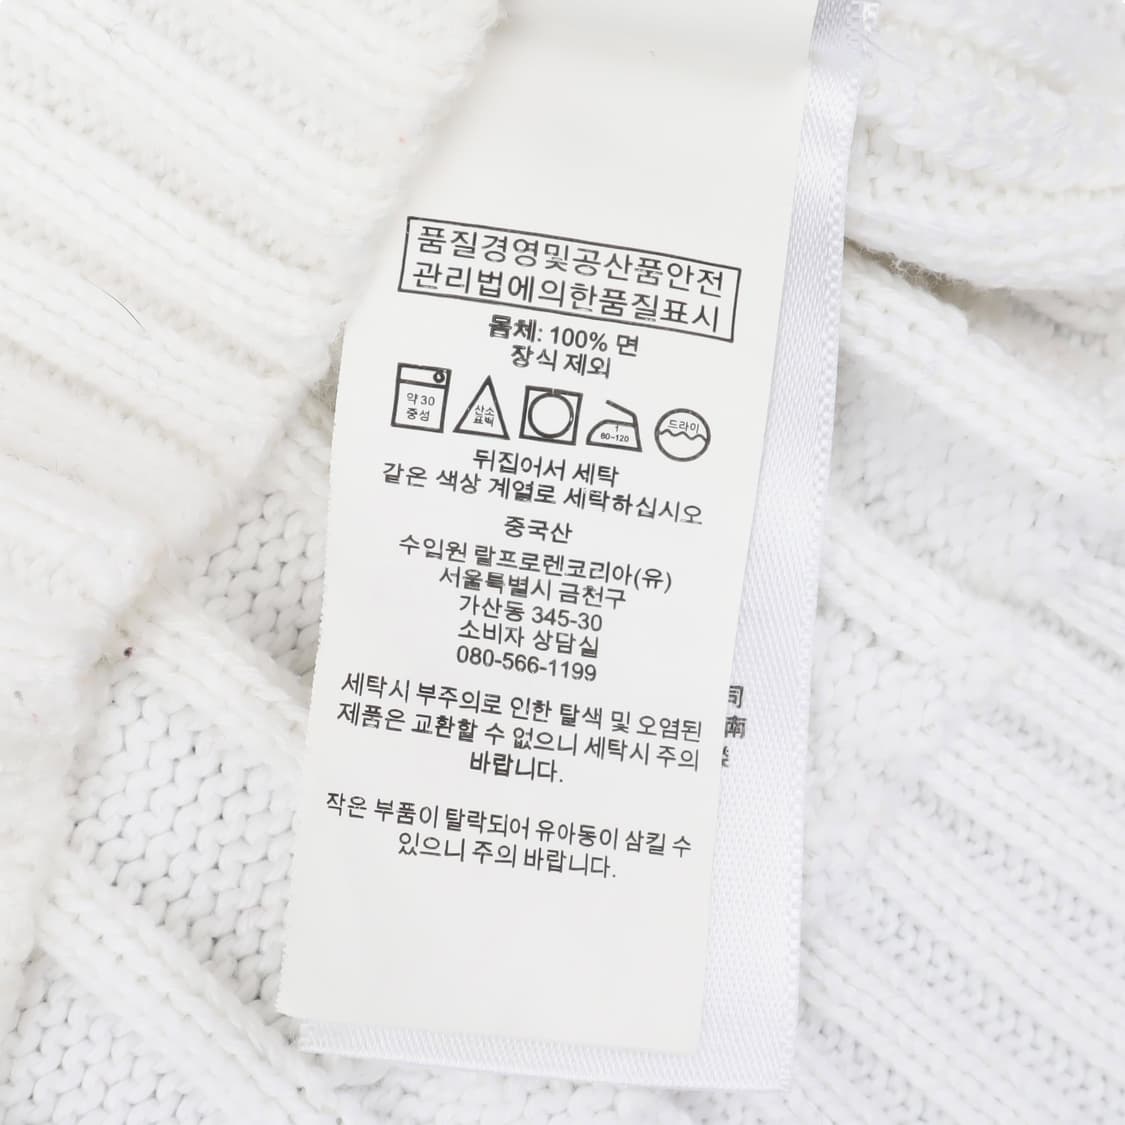 품질경영및공산품안전
관리법에의한품질표시
몸체: 100% 면
장식 제외
약 30
중성
산소
표백
1
80~120
드라이
뒤집어서 세탁
같은 색상 계열로 세탁하십시오
중국산
수입원 랄프로렌코리아(유)
서울특별시 금천구
가산동 345-30
소비자 상담실
080-566-1199
세탁시 부주의로 인한 탈색 및 오염된
제품은 교환할 수 없으니 세탁시 주의
바랍니다.
작은 부품이 탈락되어 유아동이 삼킬 수
있으니 주의 바랍니다.
司